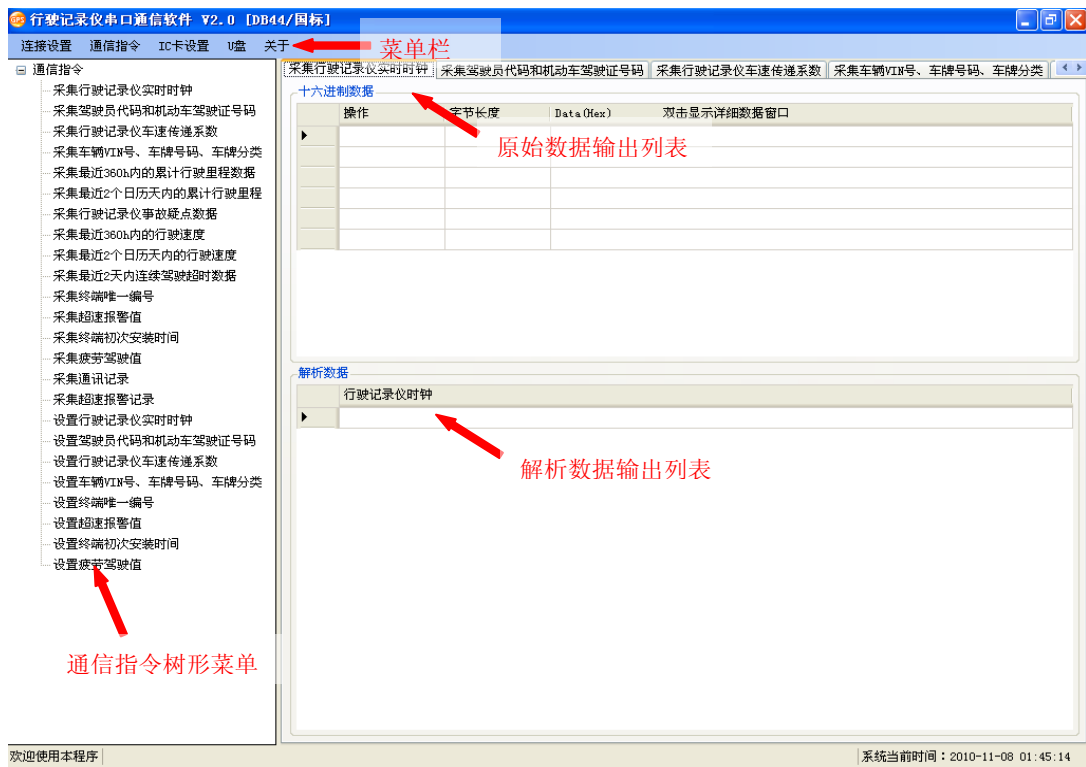 行驶记录仪串口通信软件 V2.0 [DB44/国标]
连接设置 通信指令 IC卡设置 U盘 关于
菜单栏
通信指令
采集行驶记录仪实时时钟
采集驾驶员代码和机动车驾驶证号码
采集行驶记录仪车速传递系数
采集车辆VIN号、车牌号码、车牌分类
采集最近360h内的累计行驶里程数据
采集最近2个日历天内的累计行驶里程
采集行驶记录仪事故疑点数据
采集最近360h内的行驶速度
采集最近2个日历天内的行驶速度
采集最近2天内连续驾驶超时数据
采集终端唯一编号
采集超速报警值
采集终端初次安装时间
采集疲劳驾驶值
采集通讯记录
采集超速报警记录
设置行驶记录仪实时时钟
设置驾驶员代码和机动车驾驶证号码
设置行驶记录仪车速传递系数
设置车辆VIN号、车牌号码、车牌分类
设置终端唯一编号
设置超速报警值
设置终端初次安装时间
设置疲劳驾驶值
通信指令树形菜单
采集行驶记录仪实时时钟 采集驾驶员代码和机动车驾驶证号码 采集行驶记录仪车速传递系数 采集车辆VIN号、车牌号码、车牌分类
十六进制数据
操作 字节长度 Data(Hex) 双击显示详细数据窗口
原始数据输出列表
解析数据
行驶记录仪时钟
解析数据输出列表
欢迎使用本程序 系统当前时间：2010-11-08 01:45:14